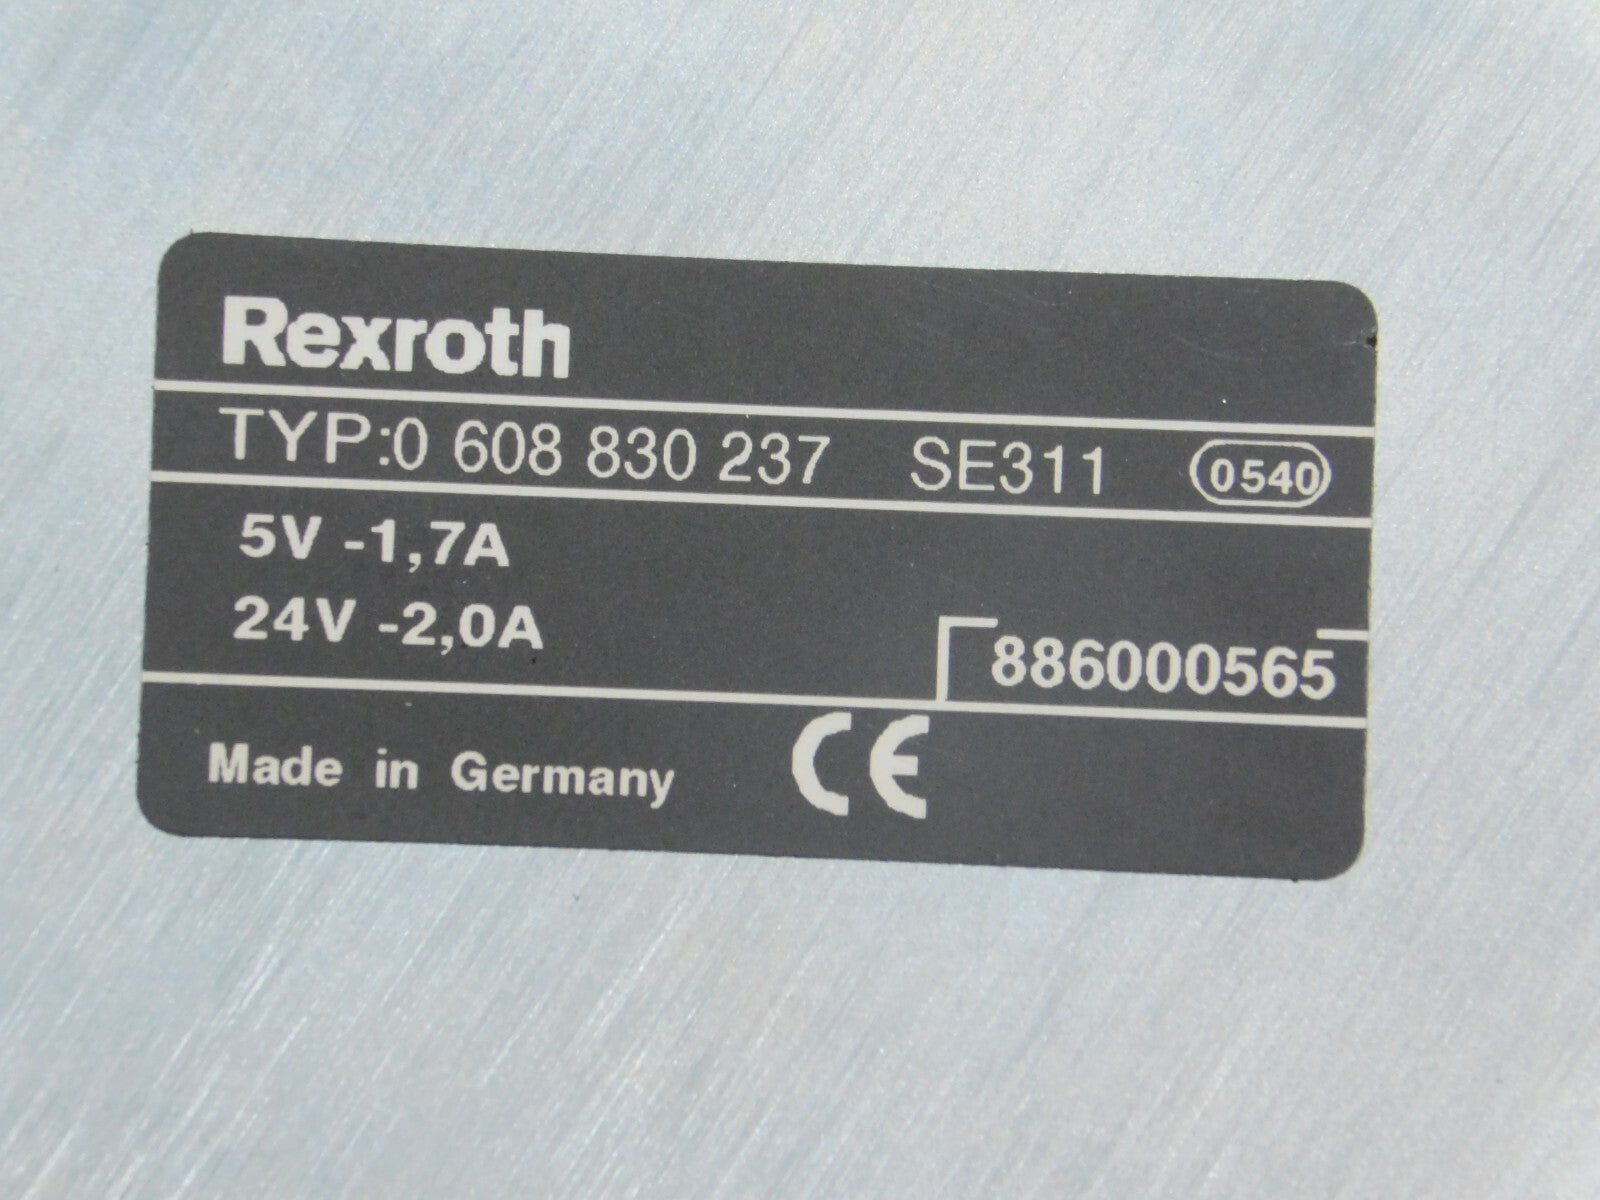 Rexroth
TYP:0 608 830 237 SE311 0540
5V -1,7A
24V -2,0A
886000565
Made in Germany CE